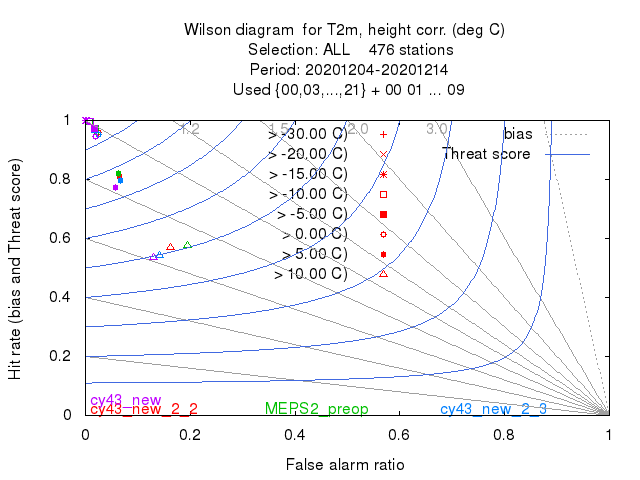 Wilson diagram for T2m, height corr. (deg C)
Selection: ALL 476 stations
Period: 20201204-20201214
Used {00,03,...,21} + 00 01 ... 09
1.2 1.5 2.0 3.0
> -30.00 C) bias
> -20.00 C) Threat score
> -15.00 C)
> -10.00 C)
> -5.00 C)
> 0.00 C)
> 5.00 C)
> 10.00 C)
1
0.8
0.6
0.4
0.2
0
Hit rate (bias and Threat score)
cy43_new
cy43_new_2_2 MEPS2_preop cy43_new_2_3
0 0.2 0.4 0.6 0.8 1
False alarm ratio